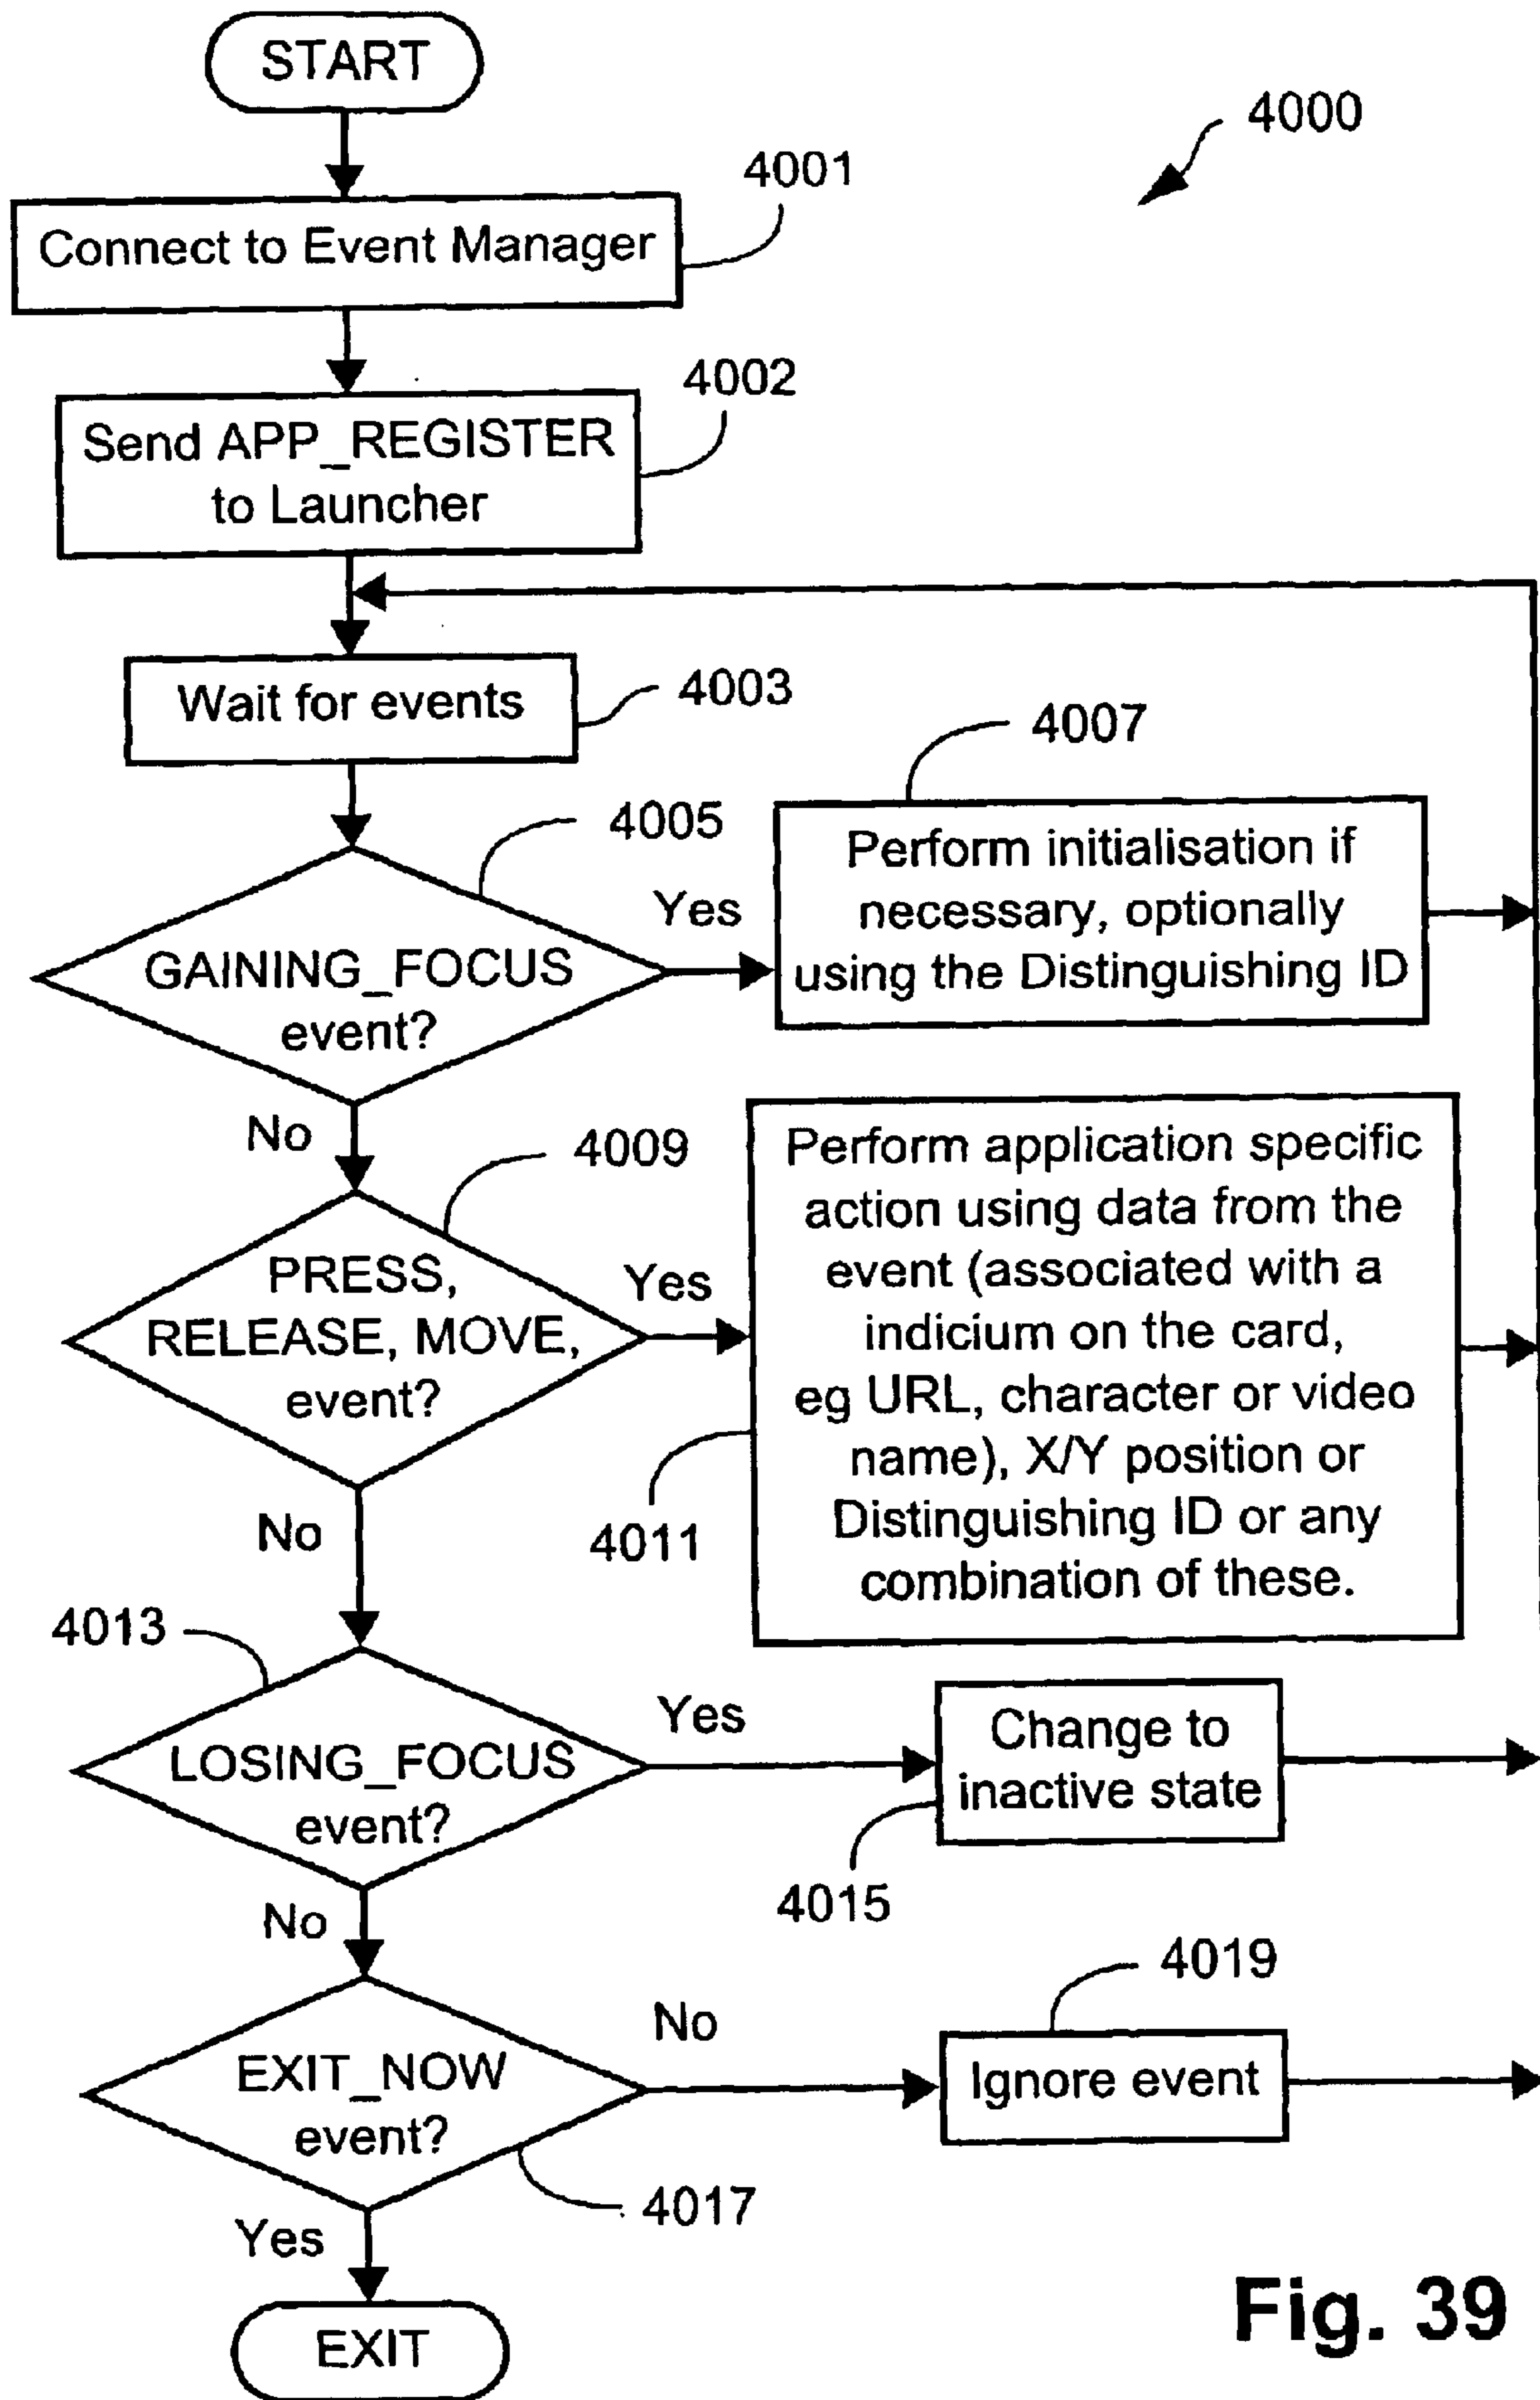 START
4000
4001
Connect to Event Manager
4002
Send APP_REGISTER
to Launcher
Wait for events
4003
4007
4005
Yes
Perform initialisation if
necessary, optionally
using the Distinguishing ID
GAINING_FOCUS
event?
No
4009
PRESS,
RELEASE, MOVE,
event?
Yes
Perform application specific
action using data from the
event (associated with a
indicium on the card,
eg URL, character or video
name), X/Y position or
Distinguishing ID or any
combination of these.
4011
No
4013
LOSING_FOCUS
event?
Yes
Change to
inactive state
4015
No
4019
EXIT_NOW
event?
No
Ignore event
4017
Yes
EXIT
Fig. 39